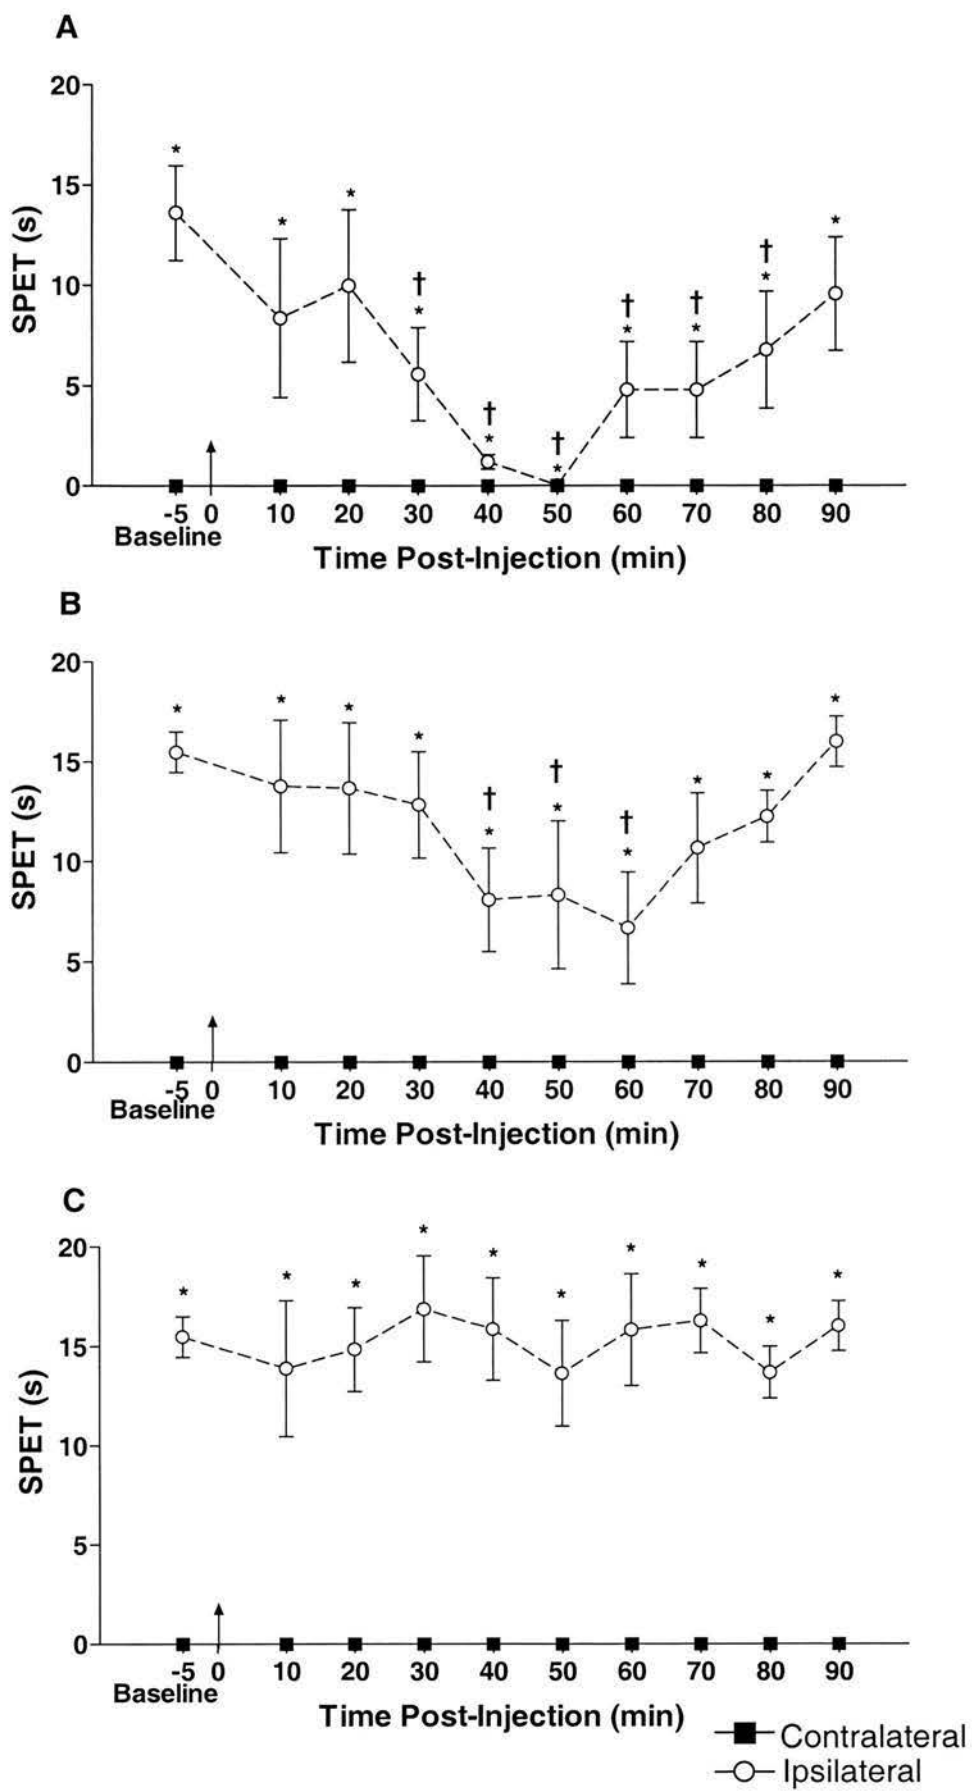 A
20
15
10
5
0
SPET (s)
* * * † * † * † * † * † * † * *
-5 0 10 20 30 40 50 60 70 80 90
Baseline
Time Post-Injection (min)
B
20
15
10
5
0
SPET (s)
* * * * † * † * † * * * *
-5 0 10 20 30 40 50 60 70 80 90
Baseline
Time Post-Injection (min)
C
20
15
10
5
0
SPET (s)
* * * * * * * * * *
-5 0 10 20 30 40 50 60 70 80 90
Baseline
Time Post-Injection (min)
Contralateral
Ipsilateral